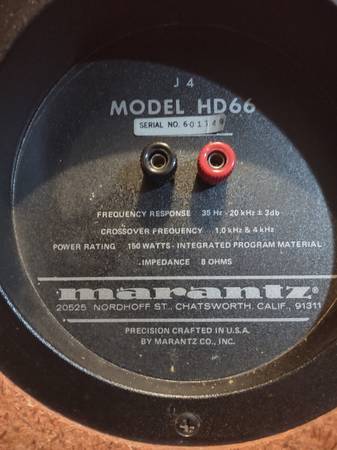 J 4
MODEL HD66
SERIAL NO. 601149
FREQUENCY RESPONSE 35 Hz - 20 kHz ± 3db
CROSSOVER FREQUENCY 1.0 kHz & 4 kHz
POWER RATING 150 WATTS - INTEGRATED PROGRAM MATERIAL
IMPEDANCE 8 OHMS
marantz
20525 NORDHOFF ST., CHATSWORTH, CALIF., 91311
PRECISION CRAFTED IN U.S.A.
BY MARANTZ CO., INC.